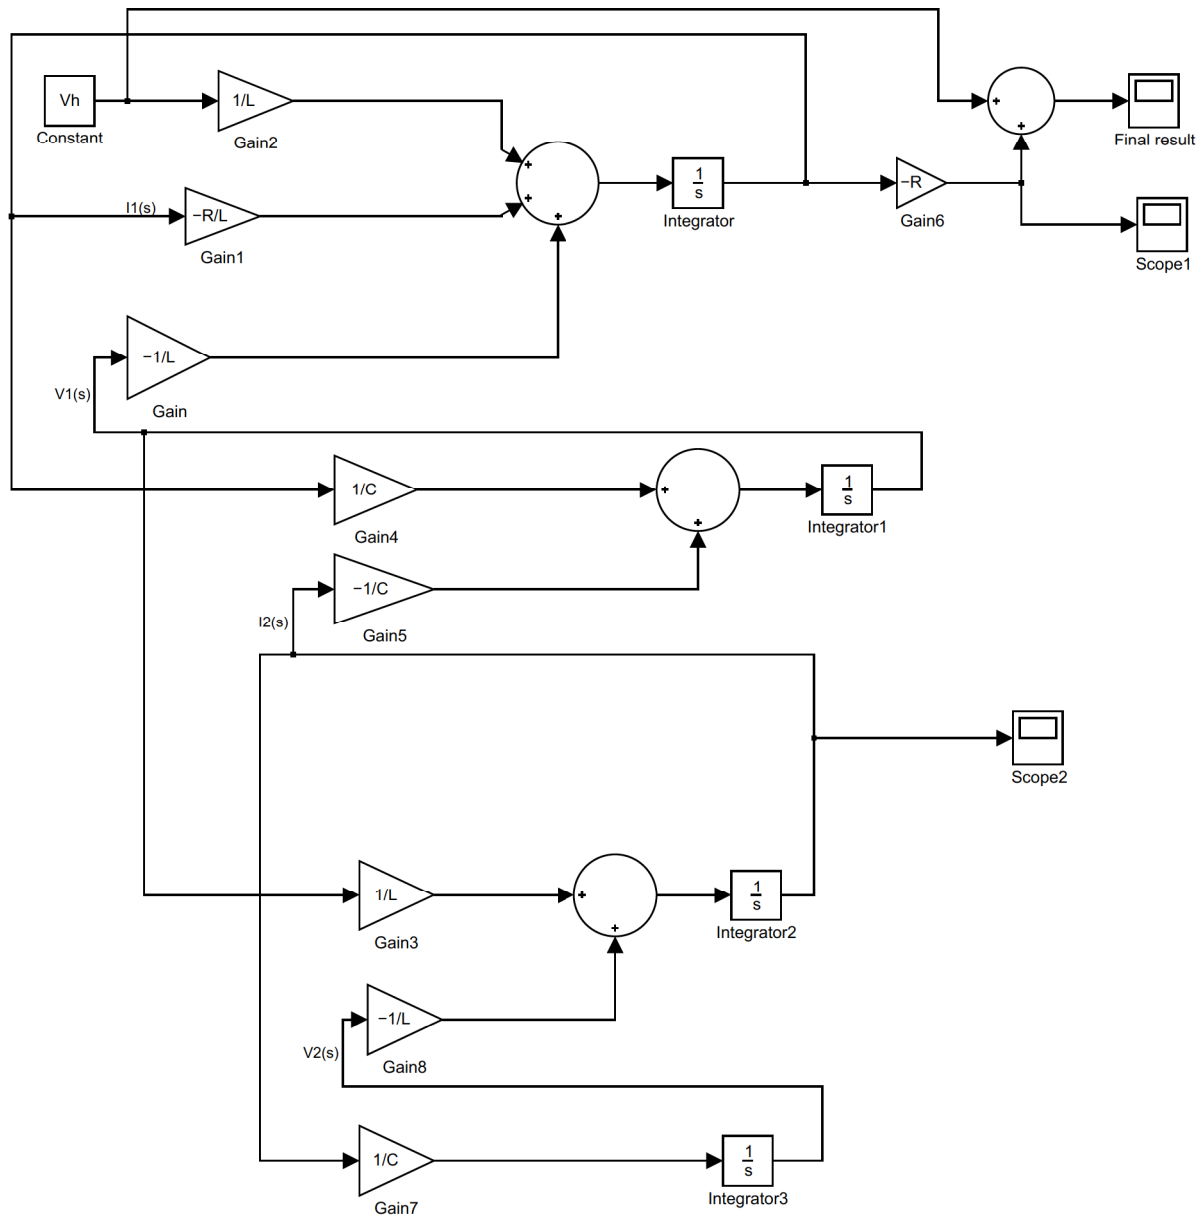 Vh
Constant
1/L
Gain2
+
+
+
1
s
Integrator
−R
Gain6
+
+
Final result
Scope1
I1(s)
−R/L
Gain1
−1/L
V1(s)
Gain
1/C
Gain4
+
+
1
s
Integrator1
−1/C
I2(s)
Gain5
Scope2
1/L
Gain3
+
+
1
s
Integrator2
−1/L
V2(s)
Gain8
1/C
Gain7
1
s
Integrator3